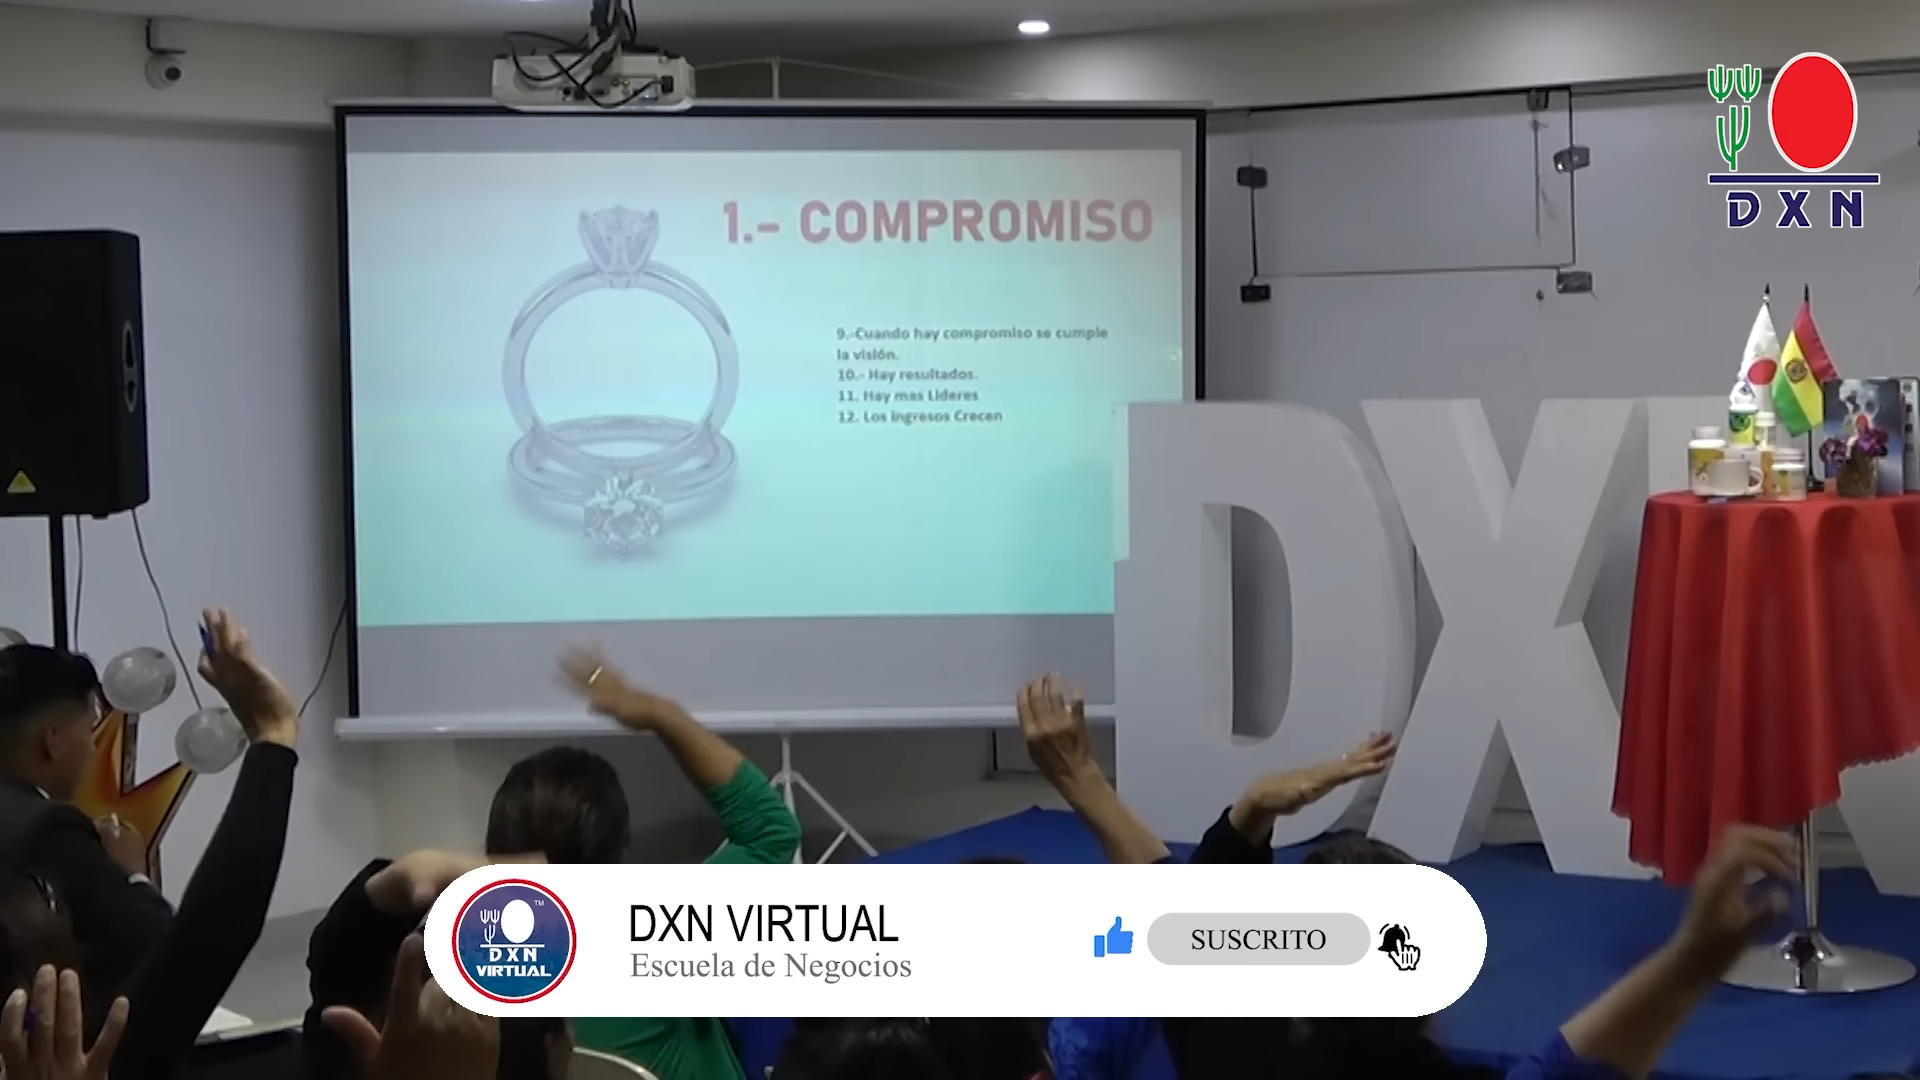 DXN
1.- COMPROMISO
9.-Cuando hay compromiso se cumple
la visión.
10.- Hay resultados.
11. Hay mas Lideres
12. Los ingresos Crecen
DX
DXN
VIRTUAL
TM
DXN VIRTUAL
Escuela de Negocios
SUSCRITO